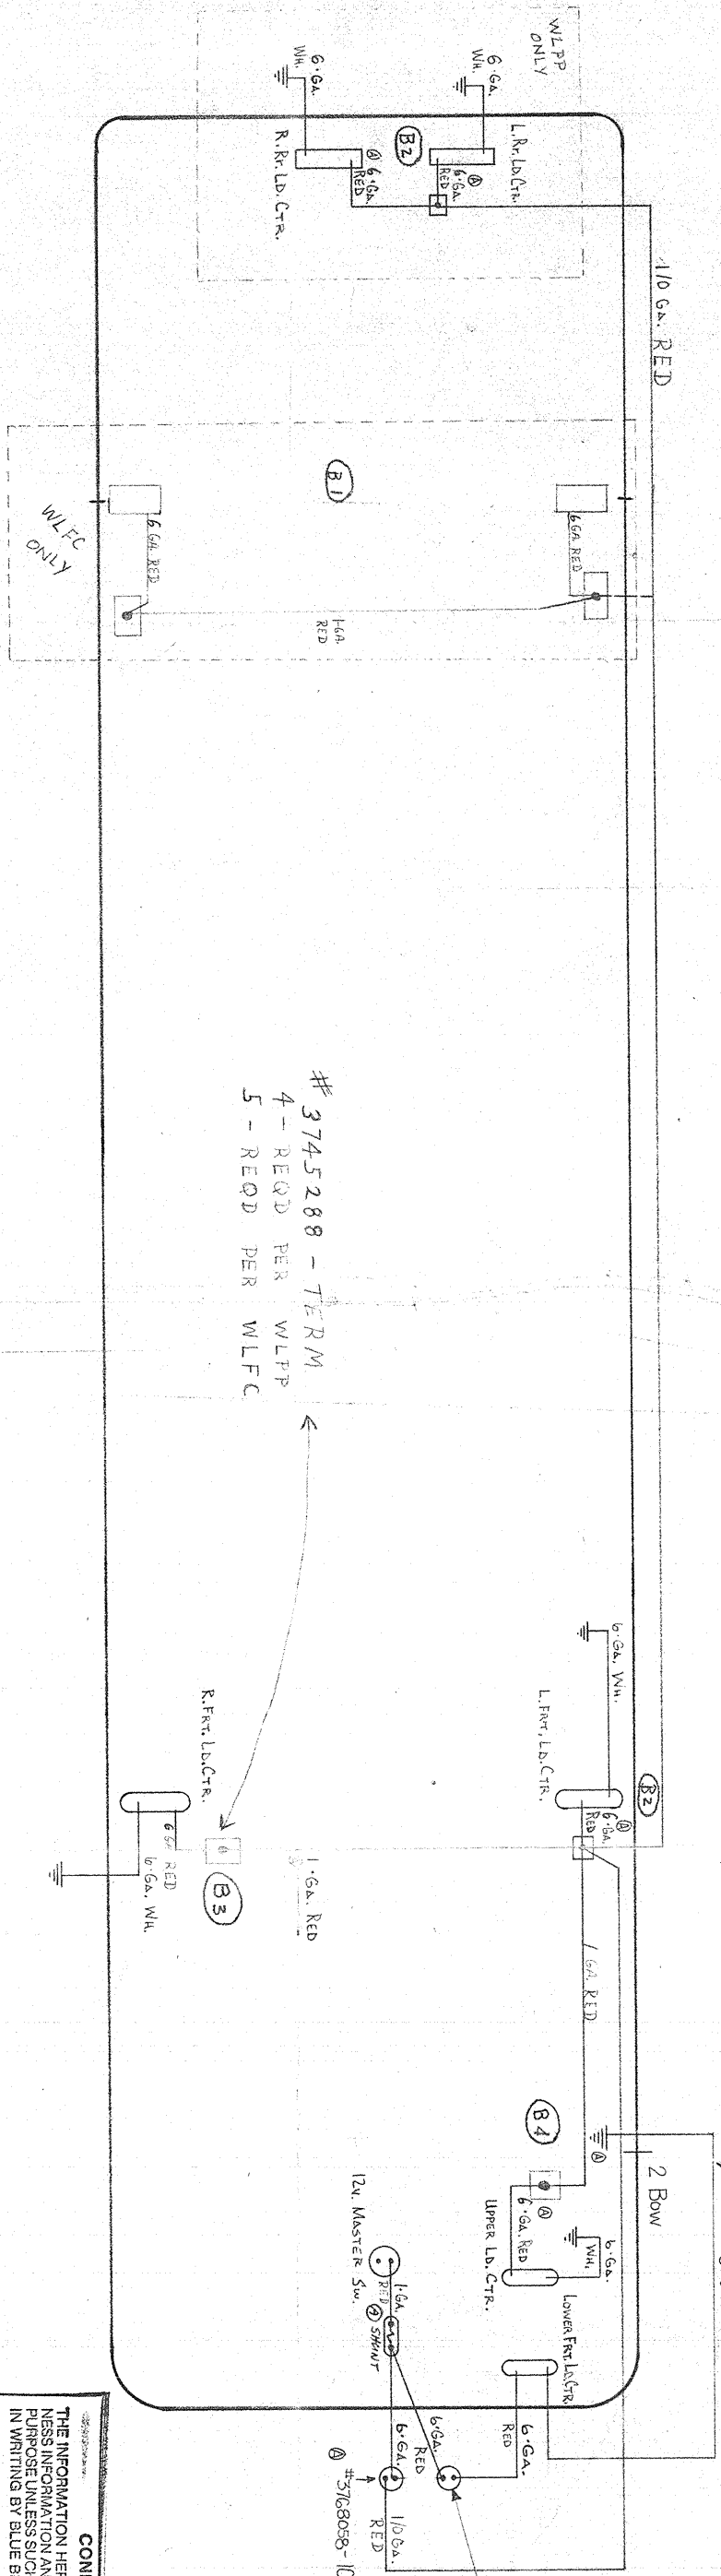 WLPP
ONLY
6·GA.
WH.
6·GA.
WH.
L.Rr.LD.CTR.
B2
R.Rr.LD.CTR.
A
6·GA.
RED
A
6·GA.
RED
1/0 GA. RED
B1
WLFC
ONLY
6 GA. RED
6 GA RED
1·GA.
RED
# 3745288 - TERM
4 - REQD PER WLPP
5 - REQD PER WLFC
6·GA. WH.
L.FRT, LD.CTR.
B2
A
6·GA.
RED
R.FRT. LD.CTR.
6 GA RED
6·GA. WH.
B3
1·GA. RED
1 GA. RED
B4
A
2 BOW
A
6·GA. RED
UPPER LD. CTR.
6·GA.
WH.
LOWER FRT. LD.CTR.
12V. MASTER SW.
1·GA.
RED
A SHUNT
6·GA.
6·GA.
RED
6·GA.
RED
A #3768058-10
1/0 GA.
RED
THE INFORMATION HER
NESS INFORMATION AN
PURPOSE UNLESS SUCH
IN WRITING BY BLUE B